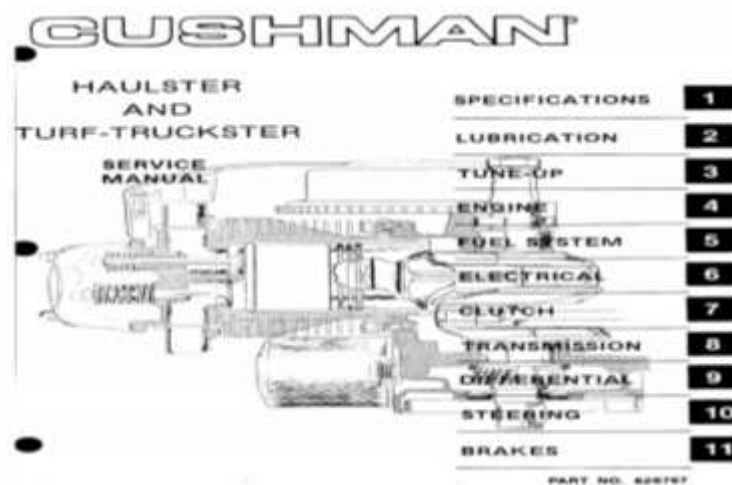 CUSHMAN
HAULSTER
AND
TURF-TRUCKSTER
SERVICE
MANUAL
SPECIFICATIONS 1
LUBRICATION 2
TUNE-UP 3
ENGINE 4
FUEL SYSTEM 5
ELECTRICAL 6
CLUTCH 7
TRANSMISSION 8
DIFFERENTIAL 9
STEERING 10
BRAKES 11
PART NO.